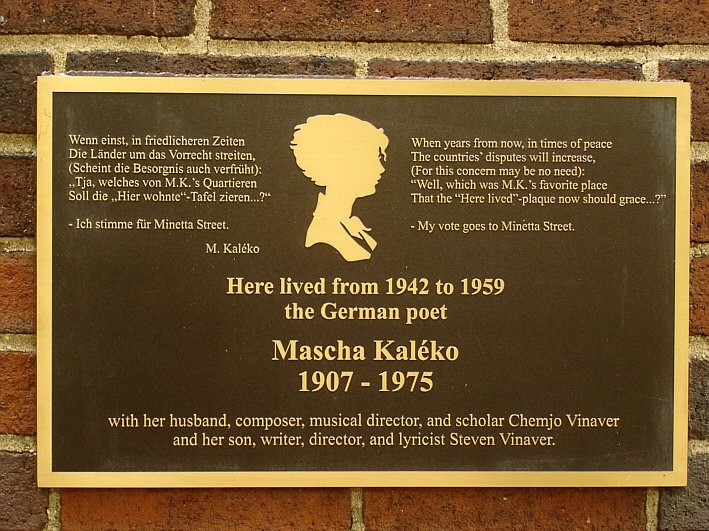 Wenn einst, in friedlicheren Zeiten
Die Länder um das Vorrecht streiten,
(Scheint die Besorgnis auch verfrüht):
„Tja, welches von M.K.'s Quartieren
Soll die „Hier wohnte“-Tafel zieren...?“
- Ich stimme für Minetta Street.
M. Kaléko
When years from now, in times of peace
The countries' disputes will increase,
(For this concern may be no need):
“Well, which was M.K.'s favorite place
That the “Here lived”-plaque now should grace...?”
- My vote goes to Minetta Street.
Here lived from 1942 to 1959
the German poet
Mascha Kaléko
1907 - 1975
with her husband, composer, musical director, and scholar Chemjo Vinaver
and her son, writer, director, and lyricist Steven Vinaver.